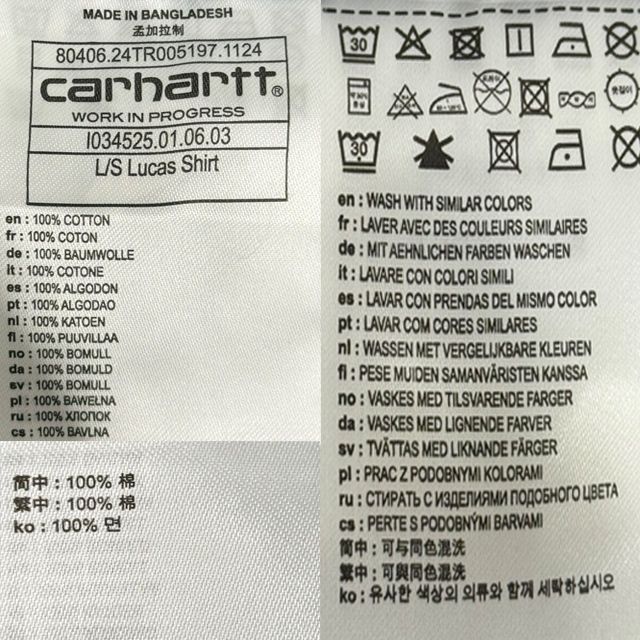 MADE IN BANGLADESH
孟加拉制
80406.24TR005197.1124
carhartt®
WORK IN PROGRESS
I034525.01.06.03
L/S Lucas Shirt
en : 100% COTTON
fr : 100% COTON
de : 100% BAUMWOLLE
it : 100% COTONE
es : 100% ALGODON
pt : 100% ALGODAO
nl : 100% KATOEN
fi : 100% PUUVILLAA
no : 100% BOMULL
da : 100% BOMULD
sv : 100% BOMULL
pl : 100% BAWEŁNA
ru : 100% ХЛОПОК
cs : 100% BAVLNA
简中 : 100% 棉
繁中 : 100% 棉
ko : 100% 면
30
30
en : WASH WITH SIMILAR COLORS
fr : LAVER AVEC DES COULEURS SIMILAIRES
de : MIT AEHNLICHEN FARBEN WASCHEN
it : LAVARE CON COLORI SIMILI
es : LAVAR CON PRENDAS DEL MISMO COLOR
pt : LAVAR COM CORES SIMILARES
nl : WASSEN MET VERGELIJKBARE KLEUREN
fi : PESE MUIDEN SAMANVÄRISTEN KANSSA
no : VASKES MED TILSVARENDE FARGER
da : VASKES MED LIGNENDE FARVER
sv : TVÄTTAS MED LIKNANDE FÄRGER
pl : PRAC Z PODOBNYMI KOLORAMI
ru : СТИРАТЬ С ИЗДЕЛИЯМИ ПОДОБНОГО ЦВЕТА
cs : PERTE S PODOBNÝMI BARVAMI
简中 : 可与同色混洗
繁中 : 可與同色混洗
ko : 유사한 색상의 의류와 함께 세탁하십시오